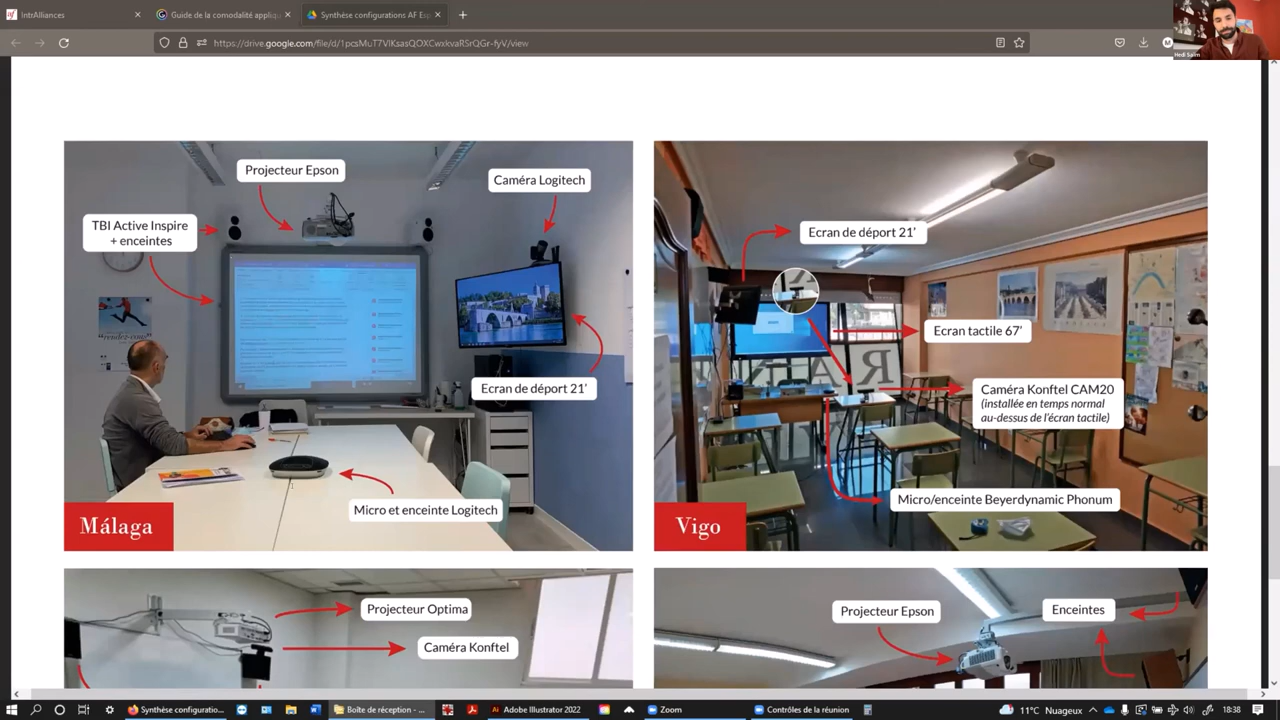 IntrAlliances
Guide de la comodalité appliqu
Synthèse configurations AF Esp
https://drive.google.com/file/d/1pcsMuT7VIKsasQOXCwxkvaRSrQGr-fyV/view
Hedi Saim
Projecteur Epson
Caméra Logitech
TBI Active Inspire
+ enceintes
"rendez-vous"
Ecran de déport 21'
Micro et enceinte Logitech
Málaga
Ecran de déport 21'
Ecran tactile 67'
Caméra Konftel CAM20
(installée en temps normal
au-dessus de l'écran tactile)
Micro/enceinte Beyerdynamic Phonum
Vigo
Projecteur Optima
Caméra Konftel
Projecteur Epson
Enceintes
Synthèse configuratio...
Boîte de réception - ...
Adobe Illustrator 2022
Zoom
Contrôles de la réunion
11°C Nuageux
18:38